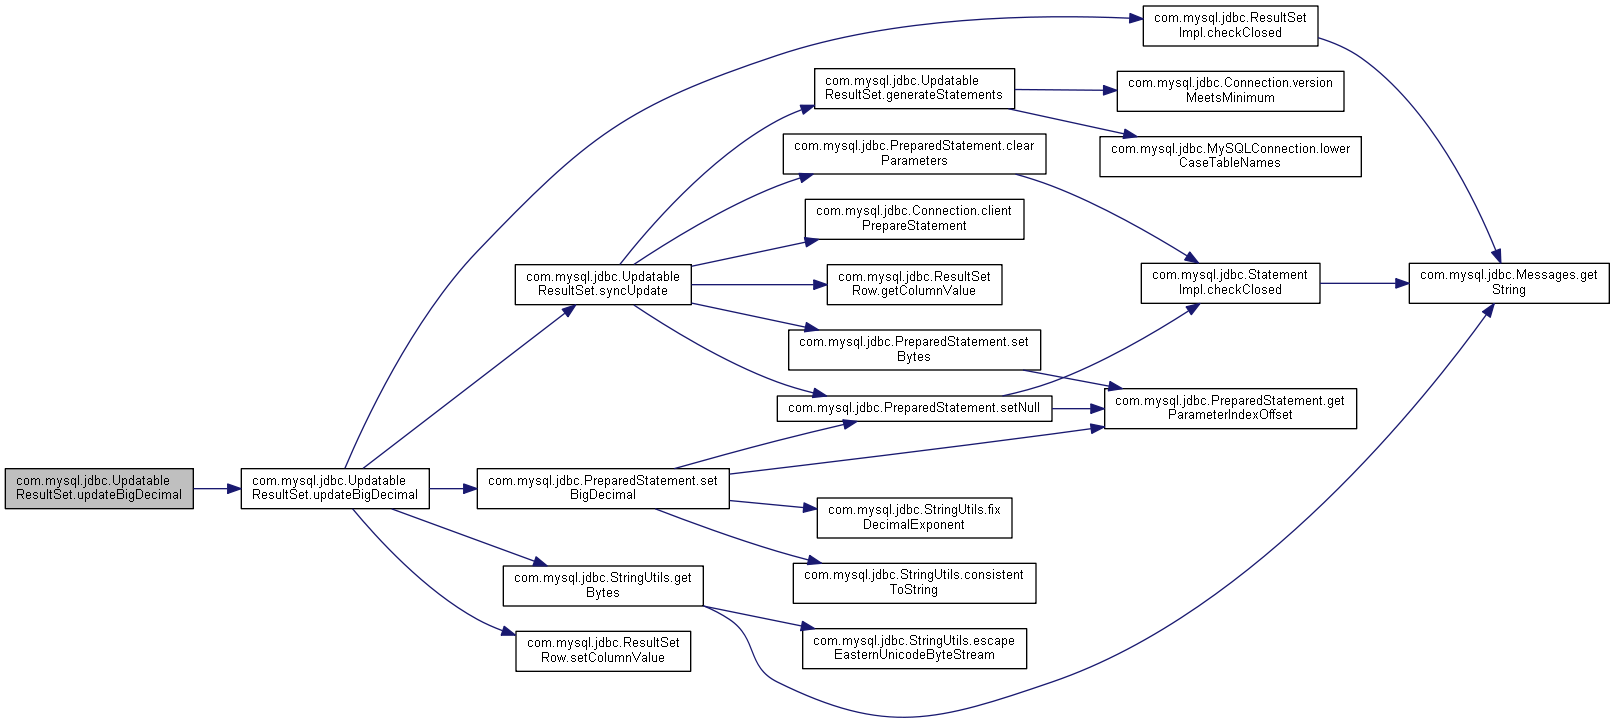 com.mysql.jdbc.Updatable
ResultSet.updateBigDecimal
com.mysql.jdbc.Updatable
ResultSet.updateBigDecimal
com.mysql.jdbc.ResultSet
Impl.checkClosed
com.mysql.jdbc.Updatable
ResultSet.syncUpdate
com.mysql.jdbc.PreparedStatement.set
BigDecimal
com.mysql.jdbc.StringUtils.get
Bytes
com.mysql.jdbc.ResultSet
Row.setColumnValue
com.mysql.jdbc.Updatable
ResultSet.generateStatements
com.mysql.jdbc.PreparedStatement.clear
Parameters
com.mysql.jdbc.Connection.client
PrepareStatement
com.mysql.jdbc.ResultSet
Row.getColumnValue
com.mysql.jdbc.PreparedStatement.set
Bytes
com.mysql.jdbc.PreparedStatement.setNull
com.mysql.jdbc.StringUtils.fix
DecimalExponent
com.mysql.jdbc.StringUtils.consistent
ToString
com.mysql.jdbc.StringUtils.escape
EasternUnicodeByteStream
com.mysql.jdbc.Connection.version
MeetsMinimum
com.mysql.jdbc.MySQLConnection.lower
CaseTableNames
com.mysql.jdbc.Statement
Impl.checkClosed
com.mysql.jdbc.PreparedStatement.get
ParameterIndexOffset
com.mysql.jdbc.Messages.get
String